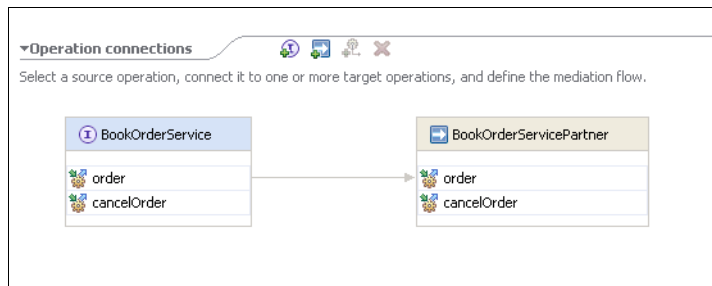 Operation connections
Select a source operation, connect it to one or more target operations, and define the mediation flow.
BookOrderService
BookOrderServicePartner
order
order
cancelOrder
cancelOrder